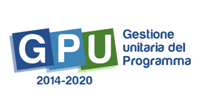 GPU
Gestione
unitaria del
Programma
2014-2020